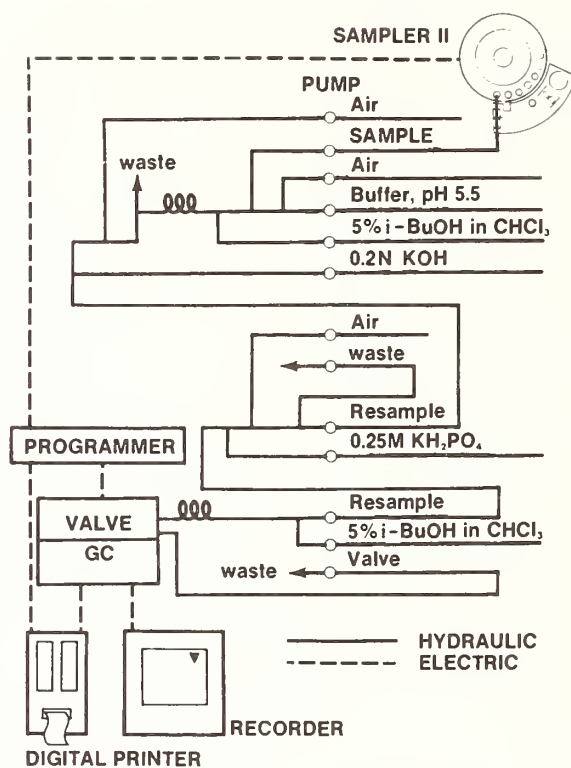 SAMPLER II
PUMP
Air
SAMPLE
waste
Air
Buffer, pH 5.5
5% i-BuOH in CHCl₃
0.2N KOH
Air
waste
Resample
0.25M KH₂PO₄
PROGRAMMER
Resample
VALVE
5% i-BuOH in CHCl₃
GC
Valve
waste
HYDRAULIC
ELECTRIC
RECORDER
DIGITAL PRINTER